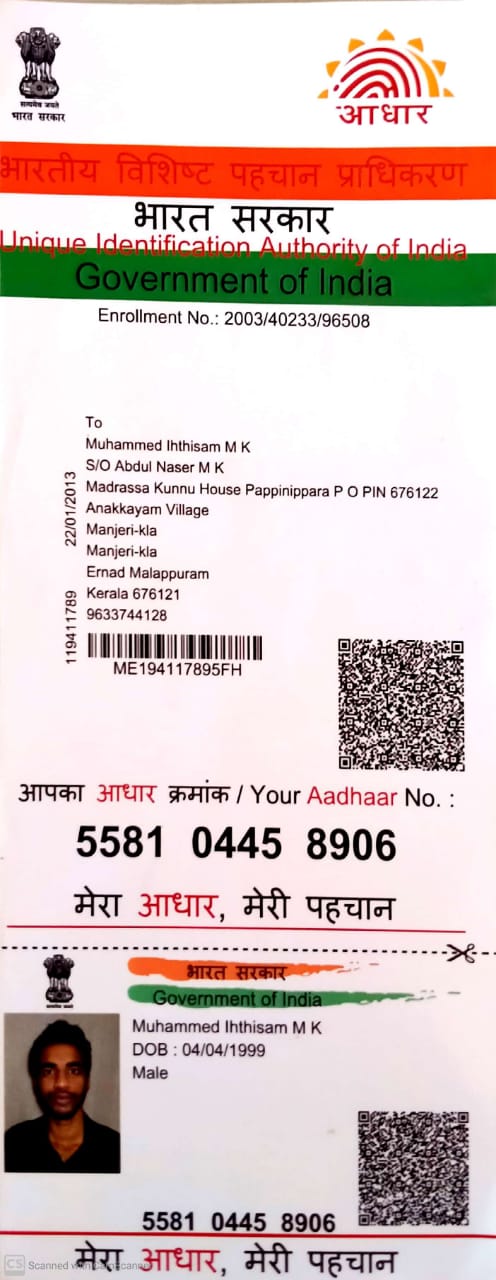 सत्यमेव जयते
भारत सरकार
आधार
भारतीय विशिष्ट पहचान प्राधिकरण
भारत सरकार
Unique Identification Authority of India
Government of India
Enrollment No.: 2003/40233/96508
To
Muhammed Ihthisam M K
S/O Abdul Naser M K
Madrassa Kunnu House Pappinippara P O PIN 676122
Anakkayam Village
Manjeri-kla
Manjeri-kla
Ernad Malappuram
Kerala 676121
9633744128
22/01/2013
119411789
ME194117895FH
आपका आधार क्रमांक / Your Aadhaar No. :
5581 0445 8906
मेरा आधार, मेरी पहचान
भारत सरकार
Government of India
Muhammed Ihthisam M K
DOB : 04/04/1999
Male
5581 0445 8906
मेरा आधार, मेरी पहचान
CS Scanned with CamScanner